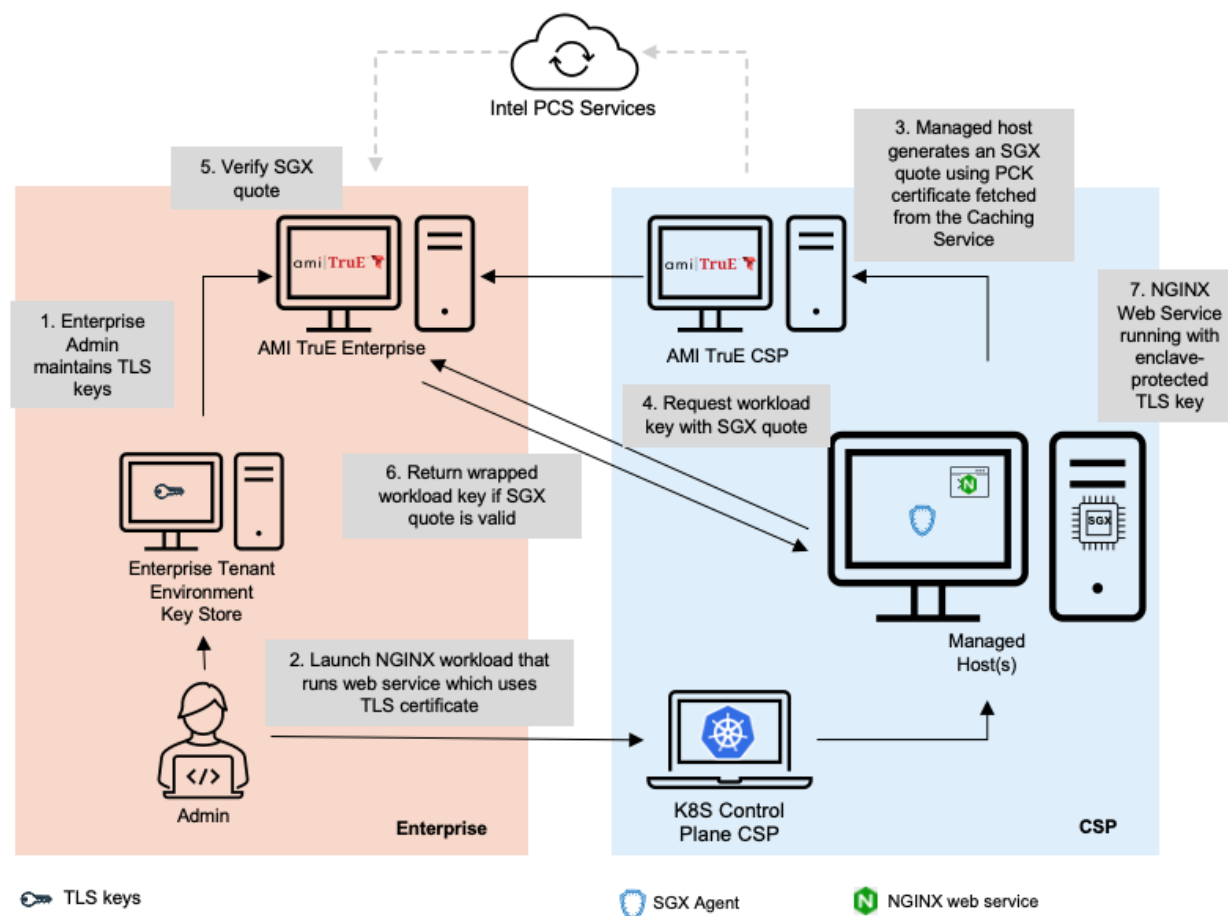 Intel PCS Services
3. Managed host
generates an SGX
quote using PCK
certificate fetched
from the Caching
Service
5. Verify SGX
quote
ami|TruE
AMI TruE Enterprise
ami|TruE
AMI TruE CSP
1. Enterprise
Admin
maintains TLS
keys
7. NGINX
Web Service
running with
enclave-
protected
TLS key
4. Request workload
key with SGX quote
6. Return wrapped
workload key if SGX
quote is valid
N
SGX
Enterprise Tenant
Environment
Key Store
Managed
Host(s)
2. Launch NGINX workload that
runs web service which uses
TLS certificate
</>
Admin
K8S Control
Plane CSP
Enterprise
CSP
TLS keys
SGX Agent
N
NGINX web service